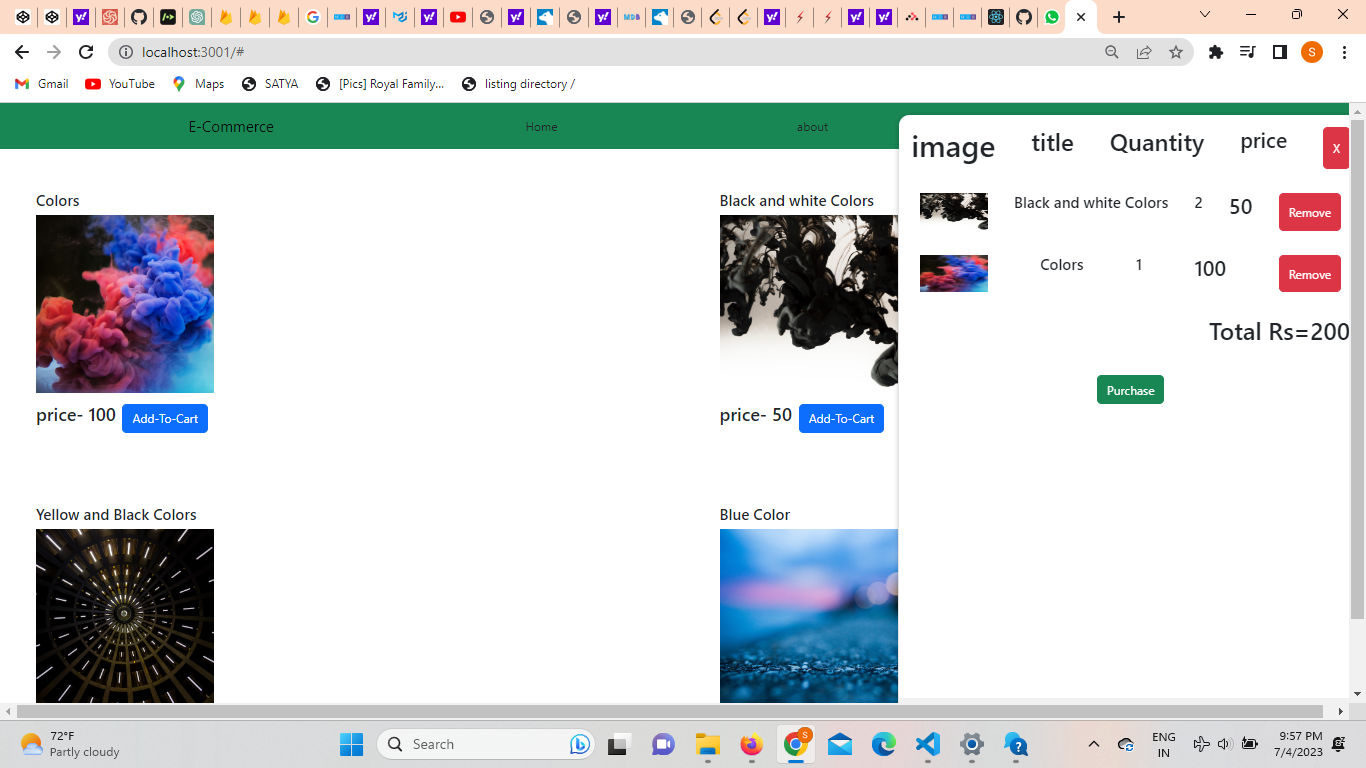 localhost:3001/#
S
Gmail
YouTube
Maps
SATYA
[Pics] Royal Family...
listing directory /
E-Commerce
Home
about
image
title
Quantity
price
X
Colors
Black and white Colors
Black and white Colors
2
50
Remove
Colors
1
100
Remove
Total Rs=200
price- 100
Add-To-Cart
price- 50
Add-To-Cart
Purchase
Yellow and Black Colors
Blue Color
72°F
Partly cloudy
Search
S
ENG
IN
9:57 PM
7/4/2023